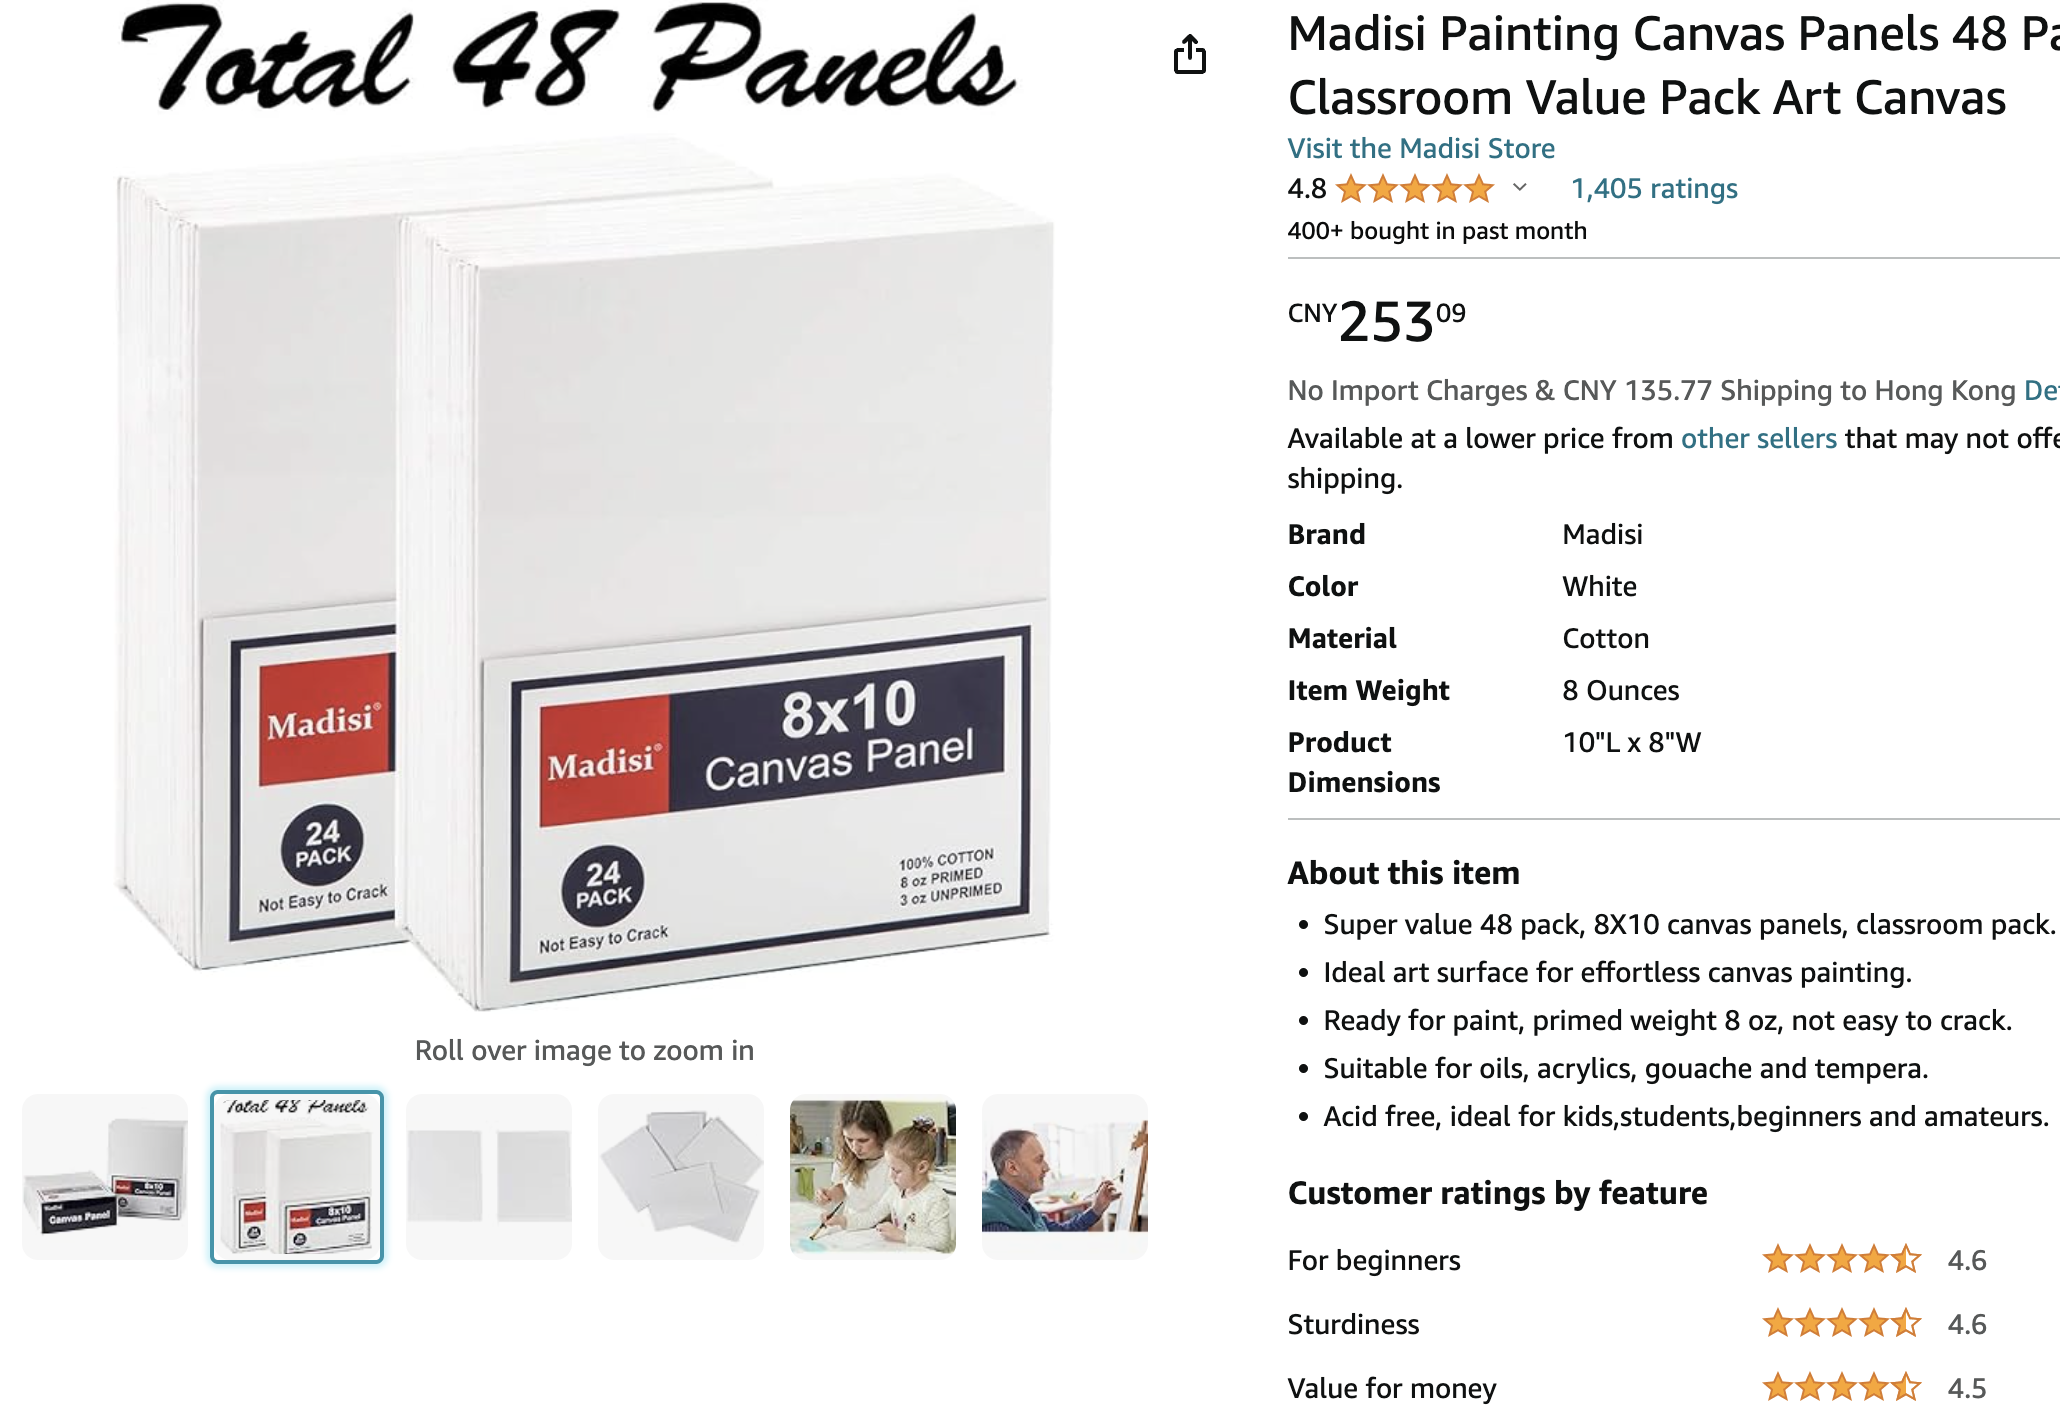 Total 48 Panels
Madisi®
24
PACK
Not Easy to Crack
Madisi®
8x10
Canvas Panel
24
PACK
Not Easy to Crack
100% COTTON
8 oz PRIMED
3 oz UNPRIMED
Roll over image to zoom in
Canvas Panel
8x10
Total 48 Panels
8x10
Canvas Panel
Madisi Painting Canvas Panels 48 Pa
Classroom Value Pack Art Canvas
Visit the Madisi Store
4.8 1,405 ratings
400+ bought in past month
CNY25309
No Import Charges & CNY 135.77 Shipping to Hong Kong De
Available at a lower price from other sellers that may not offe
shipping.
Brand Madisi
Color White
Material Cotton
Item Weight 8 Ounces
Product 10"L x 8"W
Dimensions
About this item
• Super value 48 pack, 8X10 canvas panels, classroom pack.
• Ideal art surface for effortless canvas painting.
• Ready for paint, primed weight 8 oz, not easy to crack.
• Suitable for oils, acrylics, gouache and tempera.
• Acid free, ideal for kids,students,beginners and amateurs.
Customer ratings by feature
For beginners 4.6
Sturdiness 4.6
Value for money 4.5